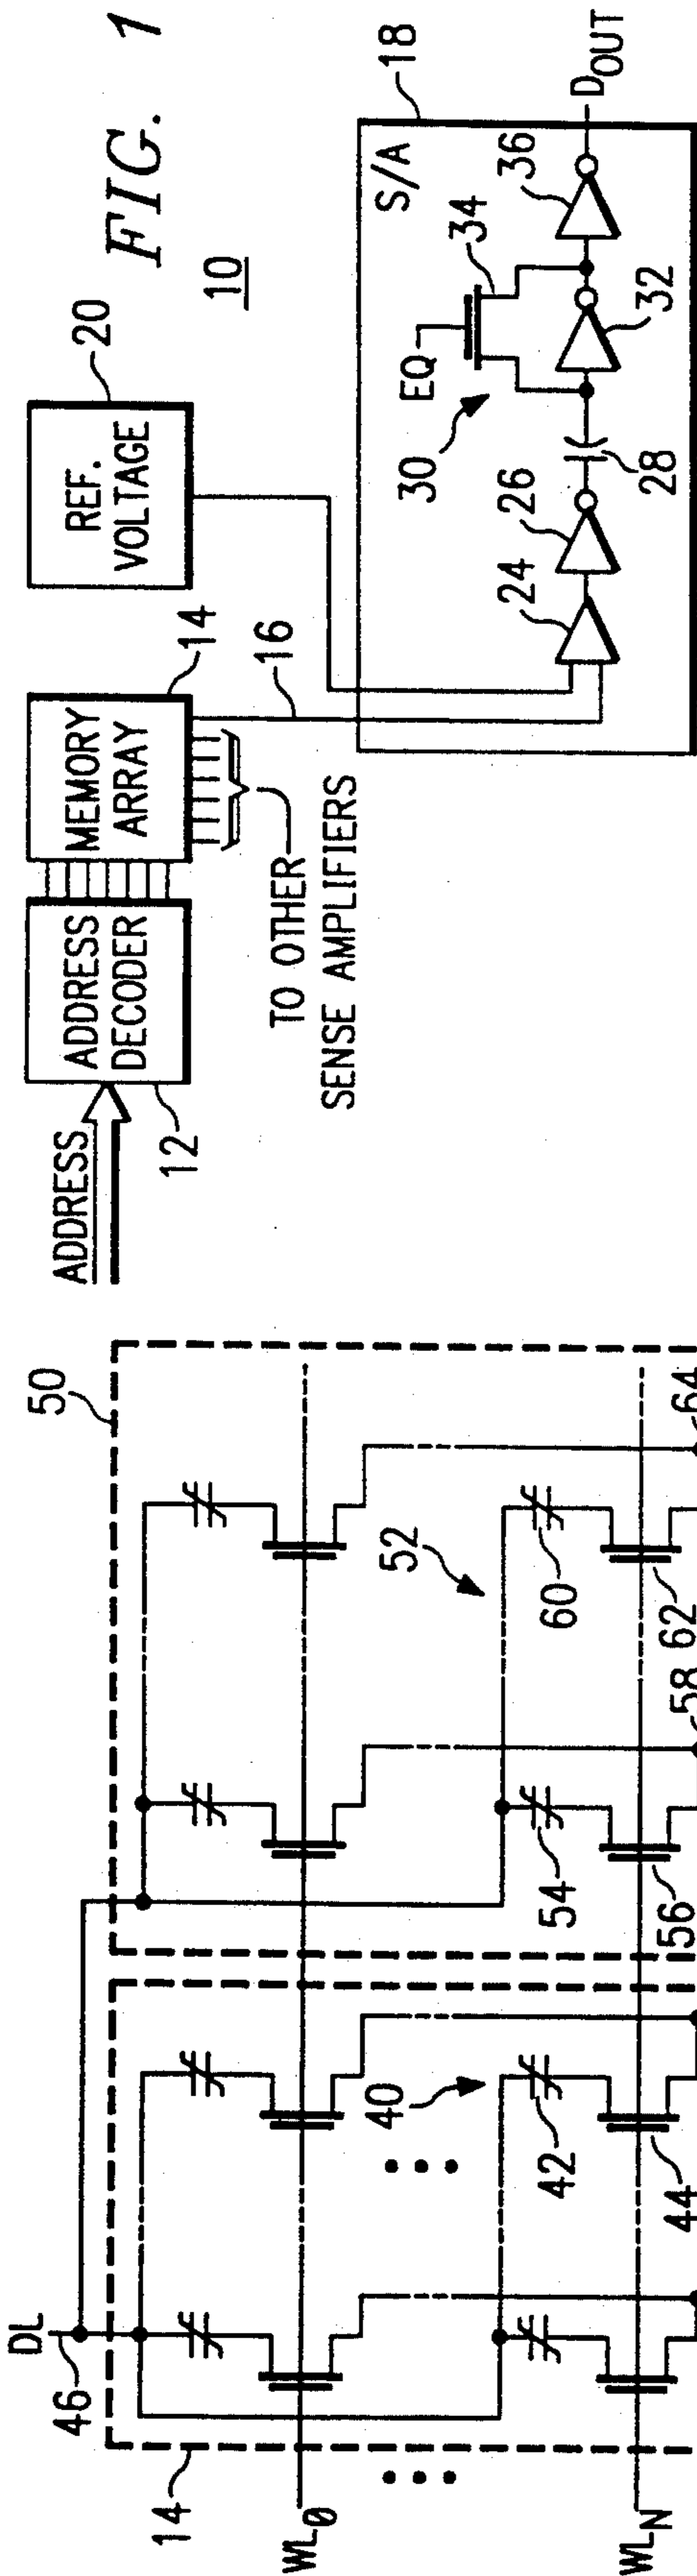 FIG. 1
10
ADDRESS
ADDRESS
DECODER
12
MEMORY
ARRAY
14
REF.
VOLTAGE
20
16
TO OTHER
SENSE AMPLIFIERS
S/A
18
EQ
30
34
24
26
28
32
36
DOUT
DL
46
14
50
WL0
40
52
42
44
54
56
58
60
62
64
WLN